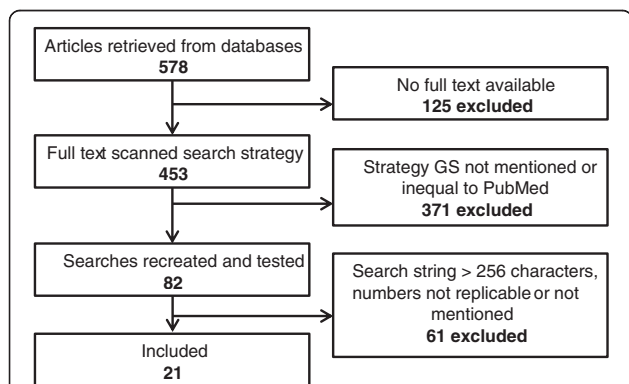 Articles retrieved from databases
578
No full text available
125 excluded
Full text scanned search strategy
453
Strategy GS not mentioned or
inequal to PubMed
371 excluded
Searches recreated and tested
82
Search string > 256 characters,
numbers not replicable or not
mentioned
61 excluded
Included
21